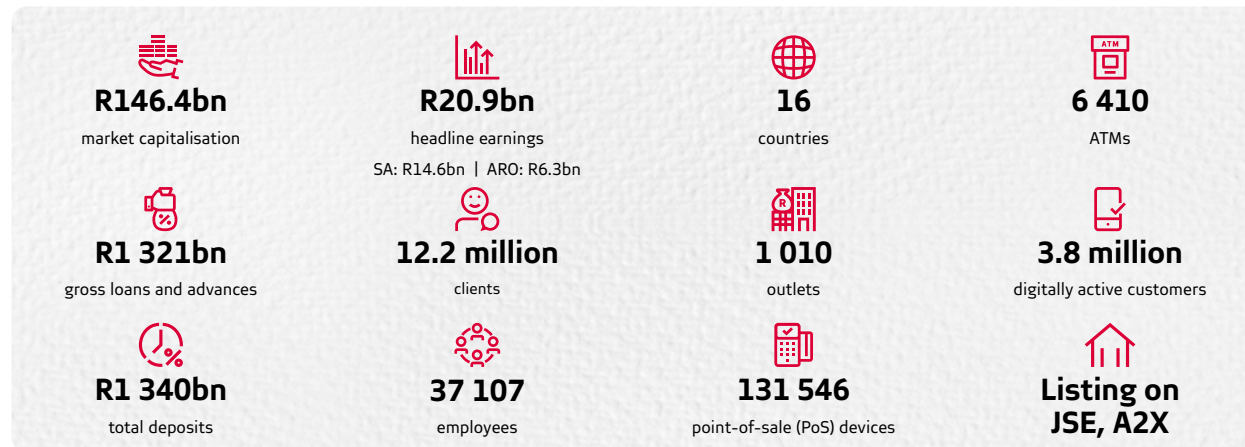 ATM
R146.4bn
market capitalisation
R20.9bn
headline earnings
SA: R14.6bn | ARO: R6.3bn
16
countries
6 410
ATMs
%
R1 321bn
gross loans and advances
12.2 million
clients
R
1 010
outlets
3.8 million
digitally active customers
%
R1 340bn
total deposits
37 107
employees
131 546
point-of-sale (PoS) devices
Listing on
JSE, A2X